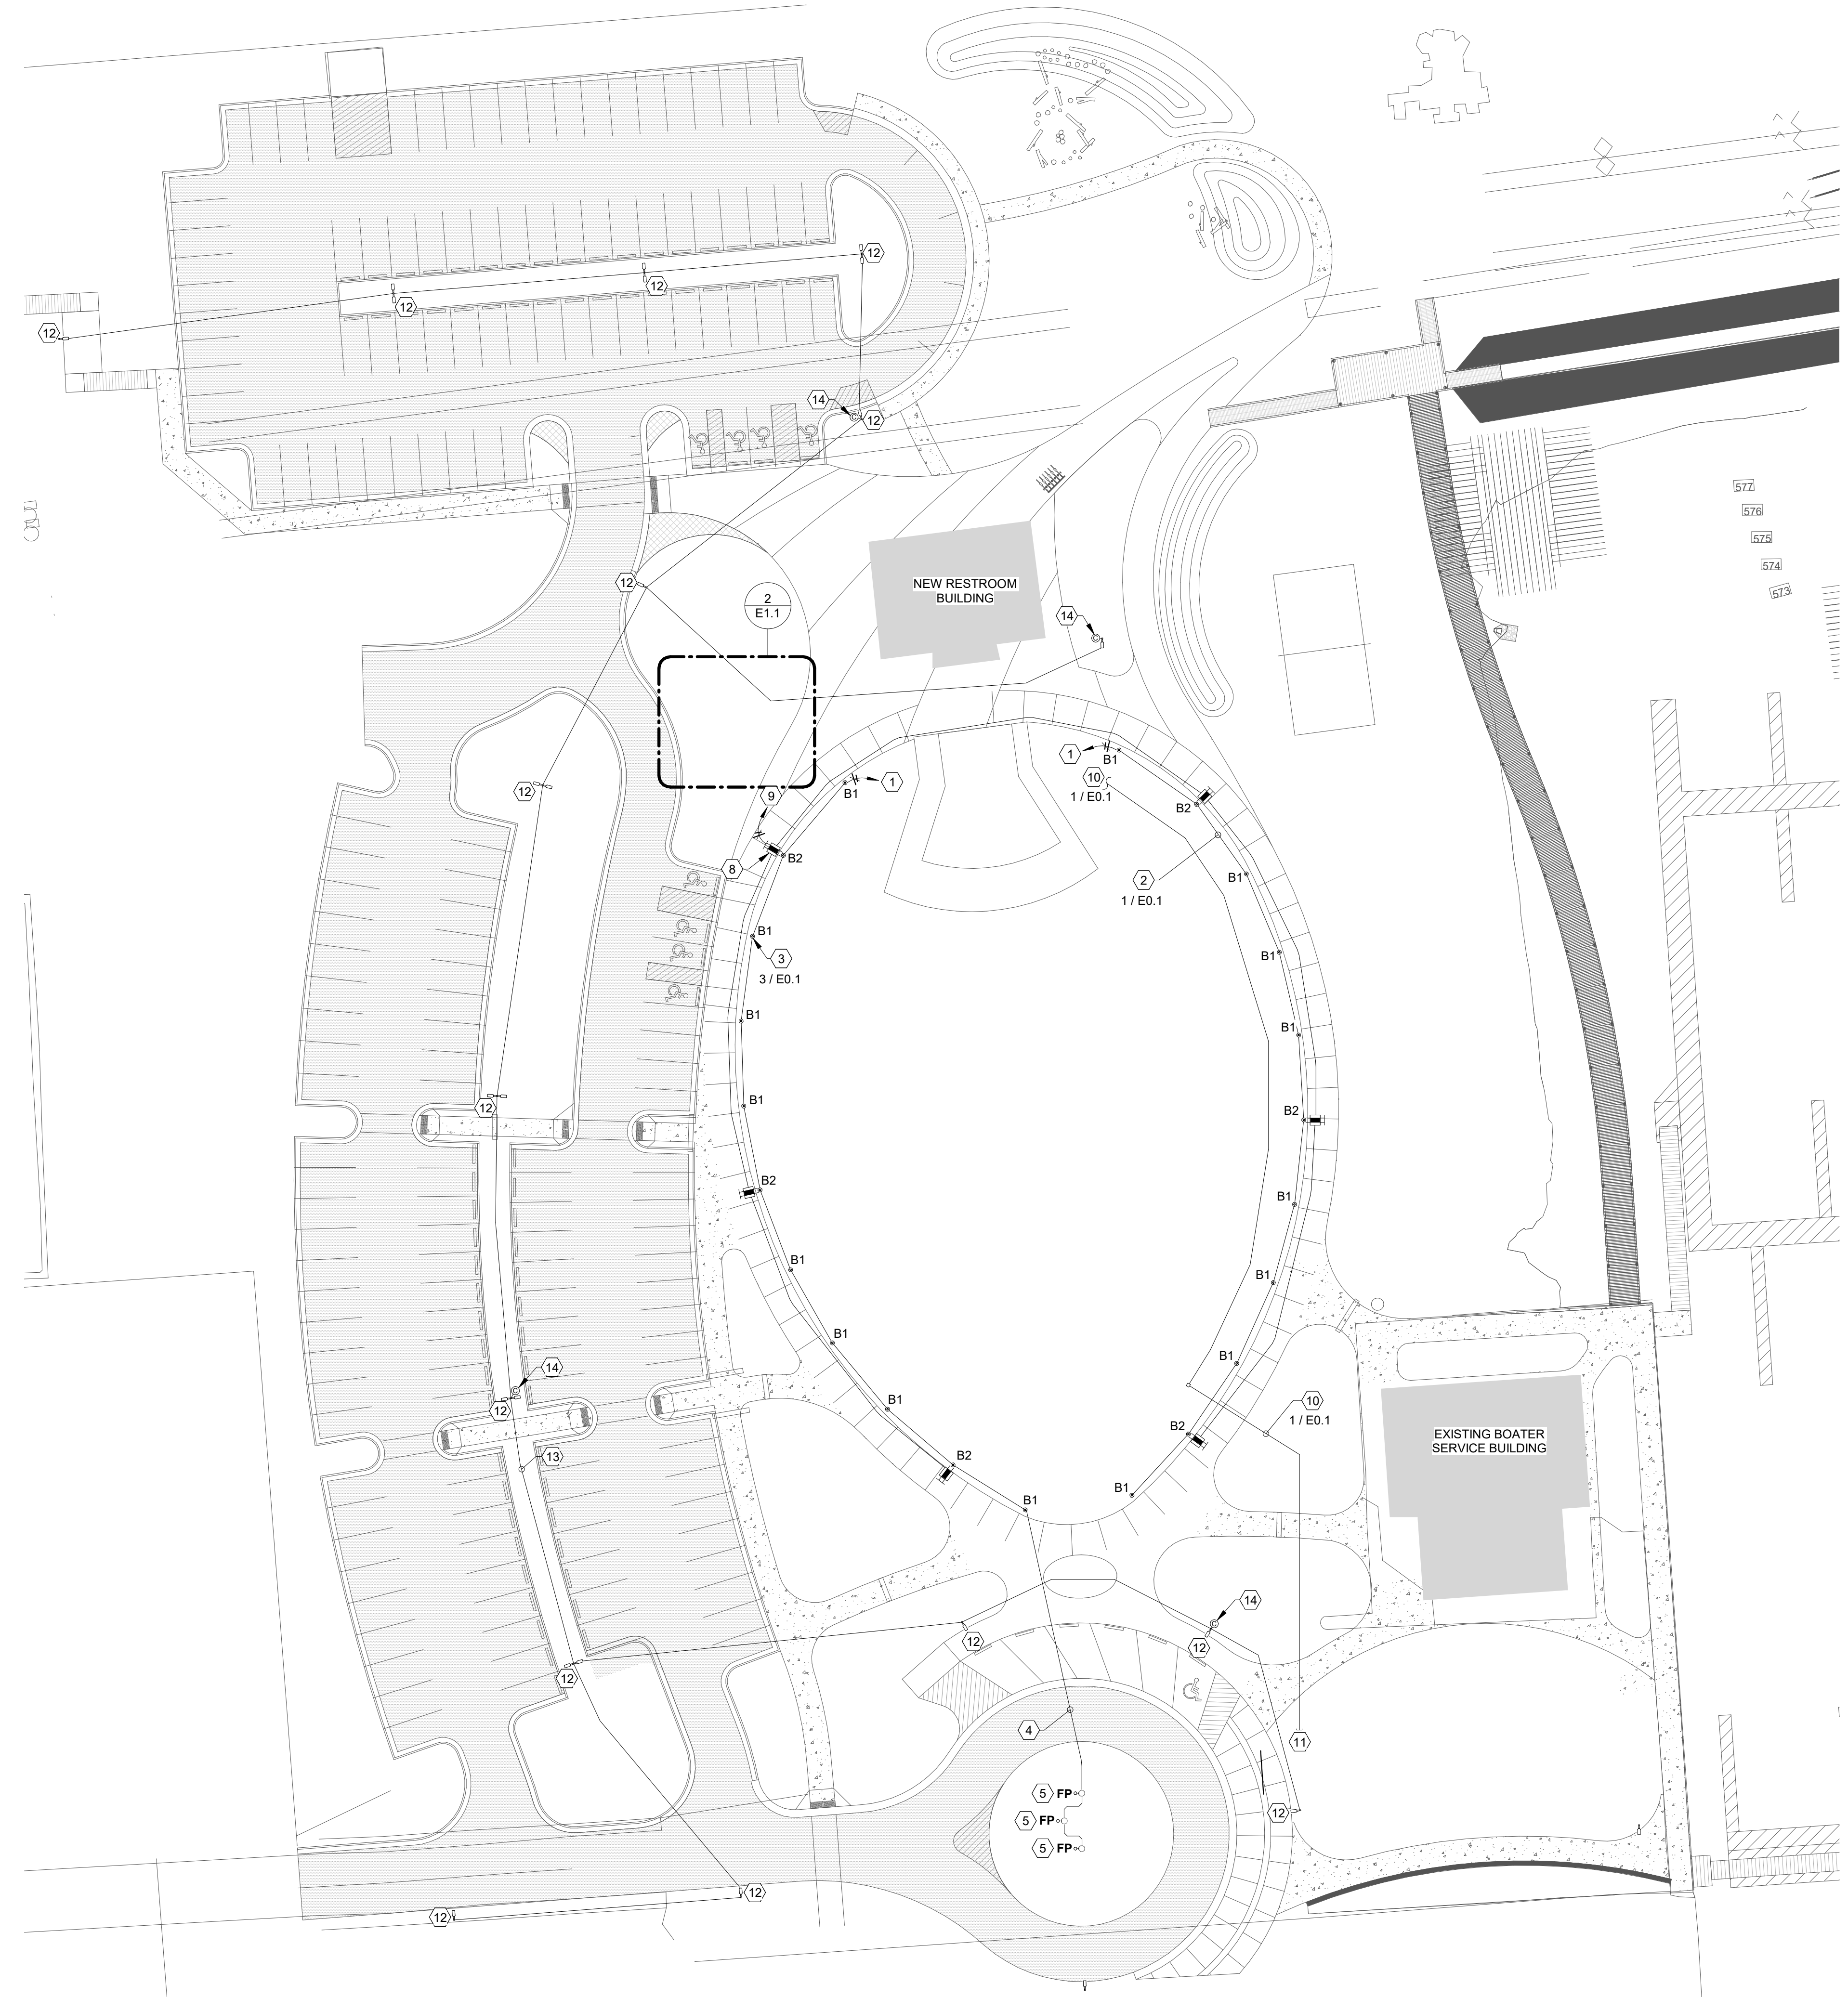 12
12
12
12
14
12
577
576
575
574
573
12
2
E1.1
NEW RESTROOM
BUILDING
14
1
B1
10
1 / E0.1
B1
1
12
9
B2
B2
8
2
1 / E0.1
B1
B1
3
3 / E0.1
B1
B1
B1
12
B1
B2
B2
B1
B1
B1
B1
B1
14
12
B1
10
1 / E0.1
B2
EXISTING BOATER
SERVICE BUILDING
13
B2
B1
B1
14
12
12
12
4
11
5 FP
5 FP
5 FP
12
12
12